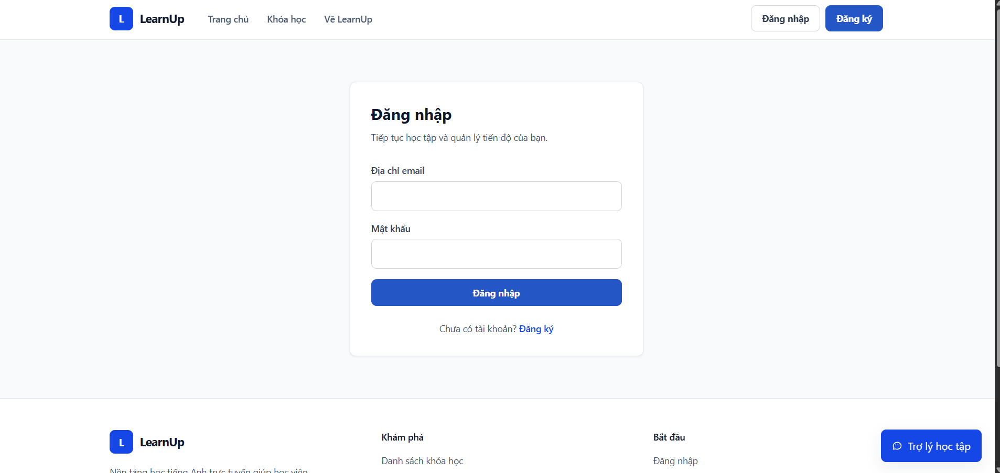 L LearnUp Trang chủ Khóa học Về LearnUp Đăng nhập Đăng ký
Đăng nhập
Tiếp tục học tập và quản lý tiến độ của bạn.
Địa chỉ email
Mật khẩu
Đăng nhập
Chưa có tài khoản? Đăng ký
L LearnUp
Nền tảng học tiếng Anh trực tuyến giúp học viên
Khám phá
Danh sách khóa học
Bắt đầu
Đăng nhập
Trợ lý học tập